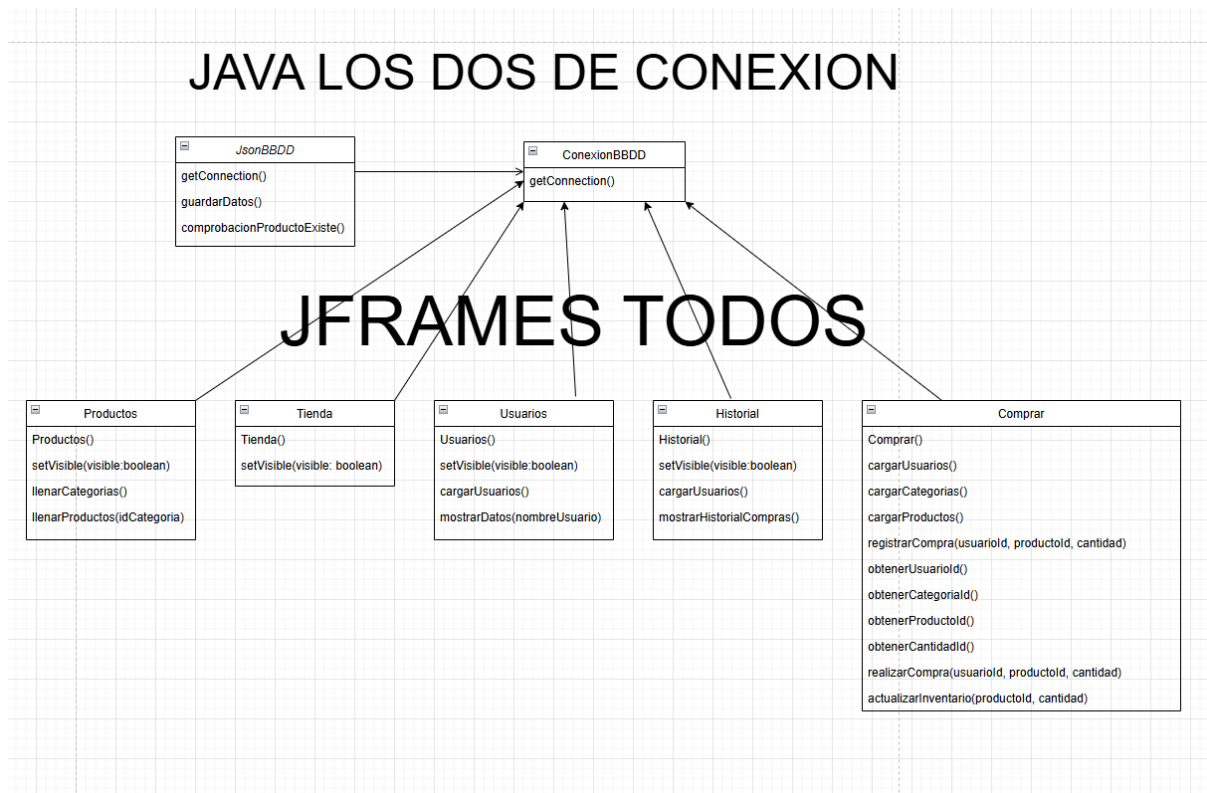 JAVA LOS DOS DE CONEXION
JsonBBDD
getConnection()
guardarDatos()
comprobacionProductoExiste()
ConexionBBDD
getConnection()
JFRAMES TODOS
Productos
Productos()
setVisible(visible:boolean)
llenarCategorias()
llenarProductos(idCategoria)
Tienda
Tienda()
setVisible(visible: boolean)
Usuarios
Usuarios()
setVisible(visible:boolean)
cargarUsuarios()
mostrarDatos(nombreUsuario)
Historial
Historial()
setVisible(visible:boolean)
cargarUsuarios()
mostrarHistorialCompras()
Comprar
Comprar()
cargarUsuarios()
cargarCategorias()
cargarProductos()
registrarCompra(usuarioId, productoId, cantidad)
obtenerUsuarioId()
obtenerCategoriaId()
obtenerProductoId()
obtenerCantidadId()
realizarCompra(usuarioId, productoId, cantidad)
actualizarInventario(productoId, cantidad)